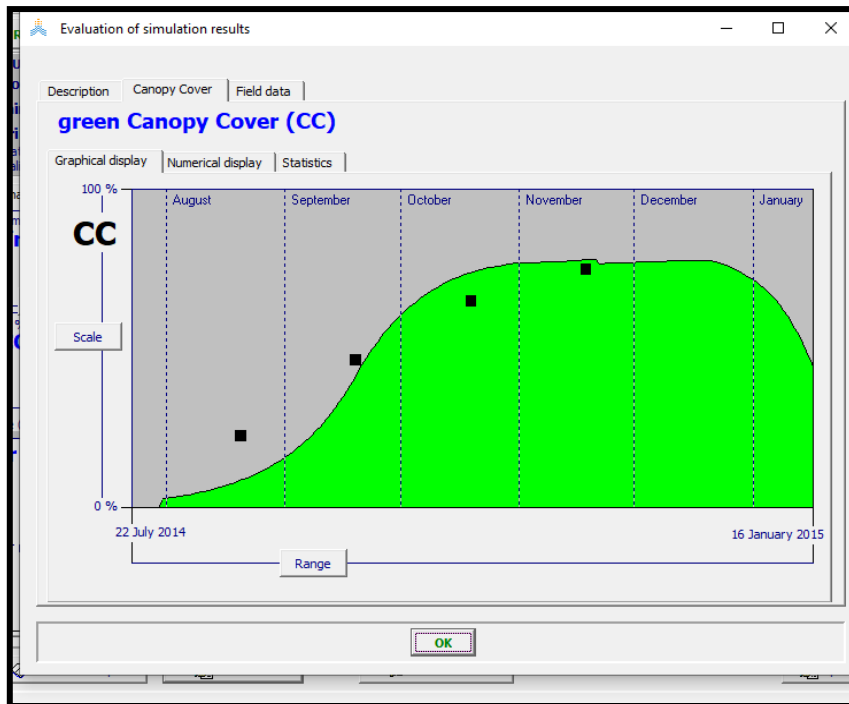 Evaluation of simulation results
Description Canopy Cover Field data
green Canopy Cover (CC)
Graphical display Numerical display Statistics
100 % August September October November December January
CC
Scale
0 %
22 July 2014 16 January 2015
Range
OK